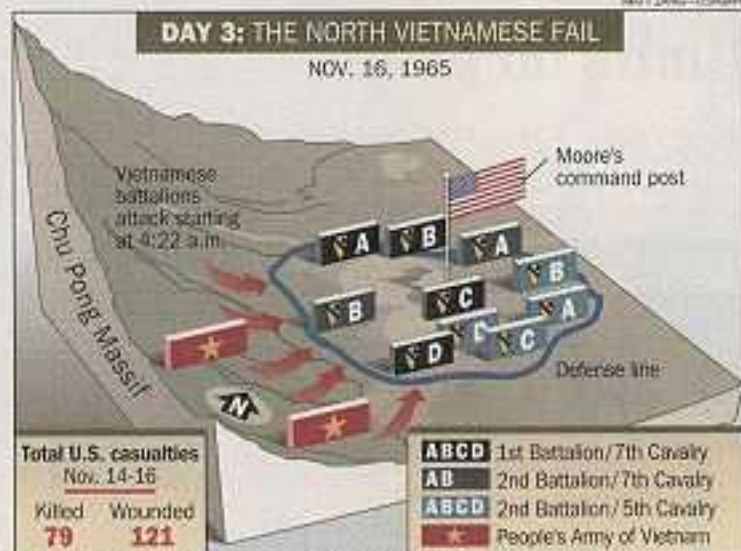 DAY 3: THE NORTH VIETNAMESE FAIL
NOV. 16, 1965
Vietnamese
battalions
attack starting
at 4:22 a.m.
Moore's
command post
Chu Pong Massif
A
B
A
B
B
C
A
D
C
D
Defense line
N
Total U.S. casualties
Nov. 14-16
Killed Wounded
79 121
ABCD 1st Battalion/7th Cavalry
AB 2nd Battalion/7th Cavalry
ABCD 2nd Battalion/5th Cavalry
People's Army of Vietnam